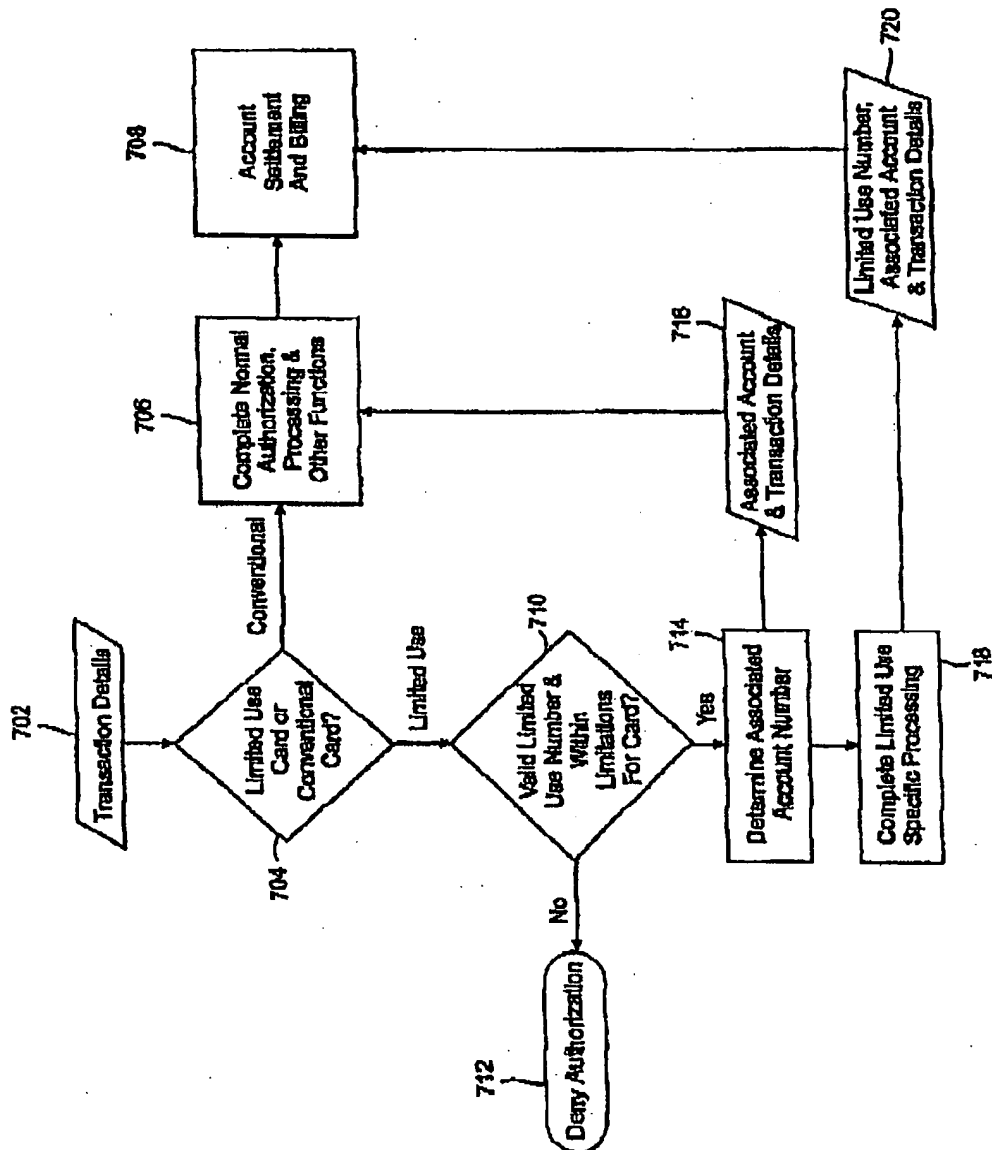 702
Transaction Details
704
Limited Use
Card or
Conventional
Card?
Conventional
706
Complete Normal
Authorization,
Processing &
Other Functions
708
Account
Settlement
And Billing
Limited Use
710
Valid Limited
Use Number &
Within
Limitations
For Card?
No
712
Deny Authorization
Yes
714
Determine Associated
Account Number
716
Associated Account
& Transaction Details
Complete Limited Use
Specific Processing
718
720
Limited Use Number,
Associated Account
& Transaction Details